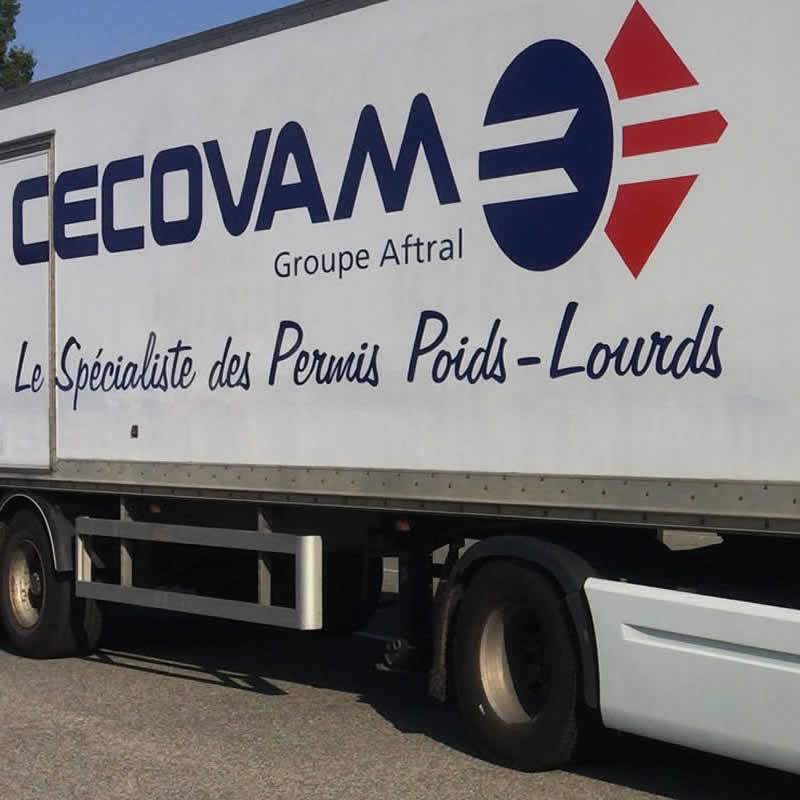 CECOVAM
Groupe Aftral
Le Spécialiste des Permis Poids-Lourds